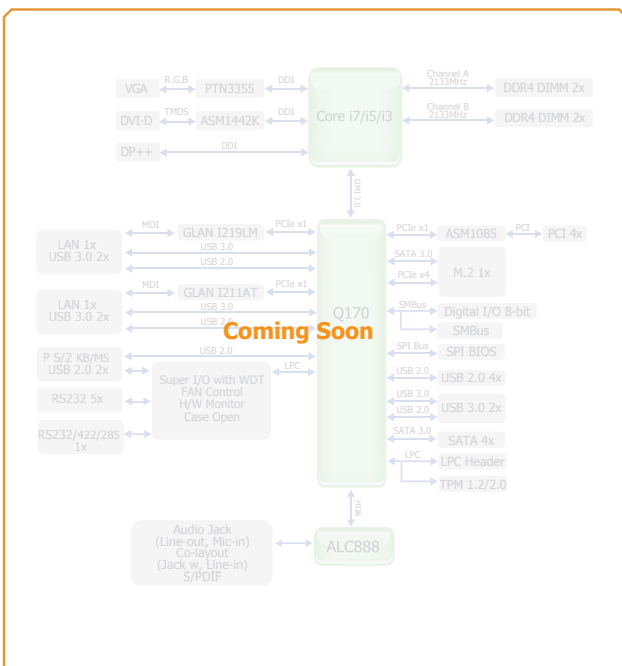 VGA
R.G.B
PTN3355
DDI
Core i7/i5/i3
Channel A
2133MHz
DDR4 DIMM 2x
DVI-D
TMDS
ASM1442K
DDI
Channel B
2133MHz
DDR4 DIMM 2x
DP++
DDI
DMI 3.0
LAN 1x
USB 3.0 2x
MDI
GLAN I219LM
PCIe x1
USB 3.0
USB 2.0
Q170
PCIe x1
ASM1085
PCI
PCI 4x
SATA 3.0
PCIe x4
M.2 1x
LAN 1x
USB 3.0 2x
MDI
GLAN I211AT
PCIe x1
USB 3.0
USB 2.0
Coming Soon
SMBus
Digital I/O 8-bit
SMBus
SPI Bus
SPI BIOS
P S/2 KB/MS
USB 2.0 2x
USB 2.0
LPC
Super I/O with WDT
FAN Control
H/W Monitor
Case Open
USB 2.0
USB 2.0 4x
RS232 5x
USB 3.0
USB 2.0
USB 3.0 2x
RS232/422/285
1x
SATA 3.0
SATA 4x
LPC
LPC Header
TPM 1.2/2.0
HDA
Audio Jack
(Line-out, Mic-in)
Co-layout
(Jack w, Line-in)
S/PDIF
ALC888